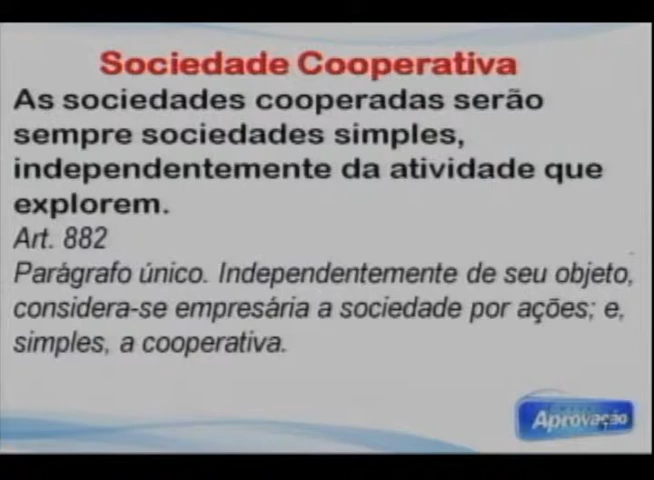 Sociedade Cooperativa
As sociedades cooperadas serão
sempre sociedades simples,
independentemente da atividade que
explorem.
Art. 882
Parágrafo único. Independentemente de seu objeto,
considera-se empresária a sociedade por ações; e,
simples, a cooperativa.
Aprovação